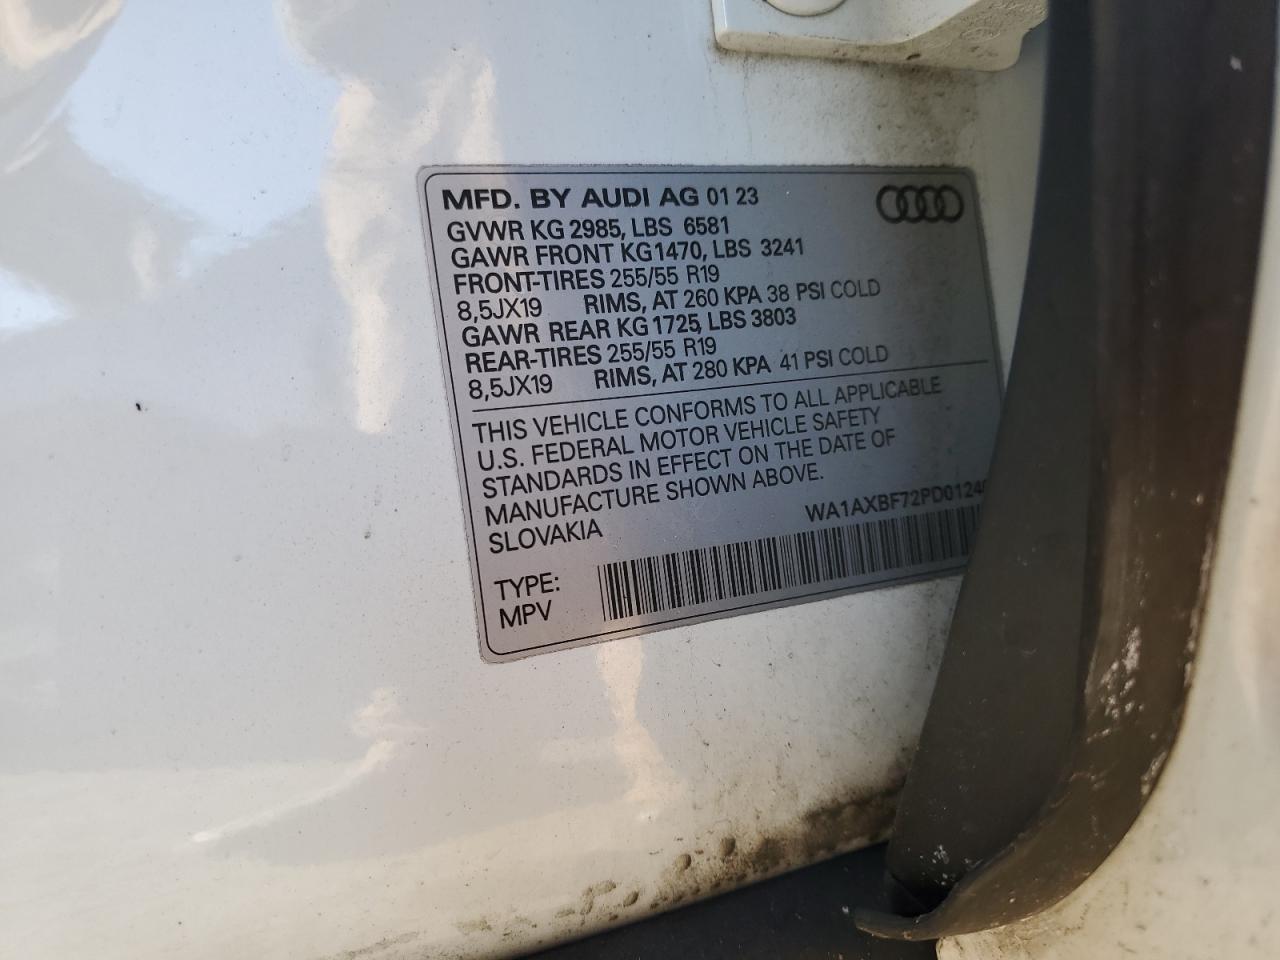 MFD. BY AUDI AG 01 23
GVWR KG 2985, LBS 6581
GAWR FRONT KG1470, LBS 3241
FRONT-TIRES 255/55 R19
8,5JX19 RIMS, AT 260 KPA 38 PSI COLD
GAWR REAR KG1725, LBS 3803
REAR-TIRES 255/55 R19
8,5JX19 RIMS, AT 280 KPA 41 PSI COLD
THIS VEHICLE CONFORMS TO ALL APPLICABLE
U.S. FEDERAL MOTOR VEHICLE SAFETY
STANDARDS IN EFFECT ON THE DATE OF
MANUFACTURE SHOWN ABOVE.
SLOVAKIA
WA1AXBF72PD0124
TYPE:
MPV